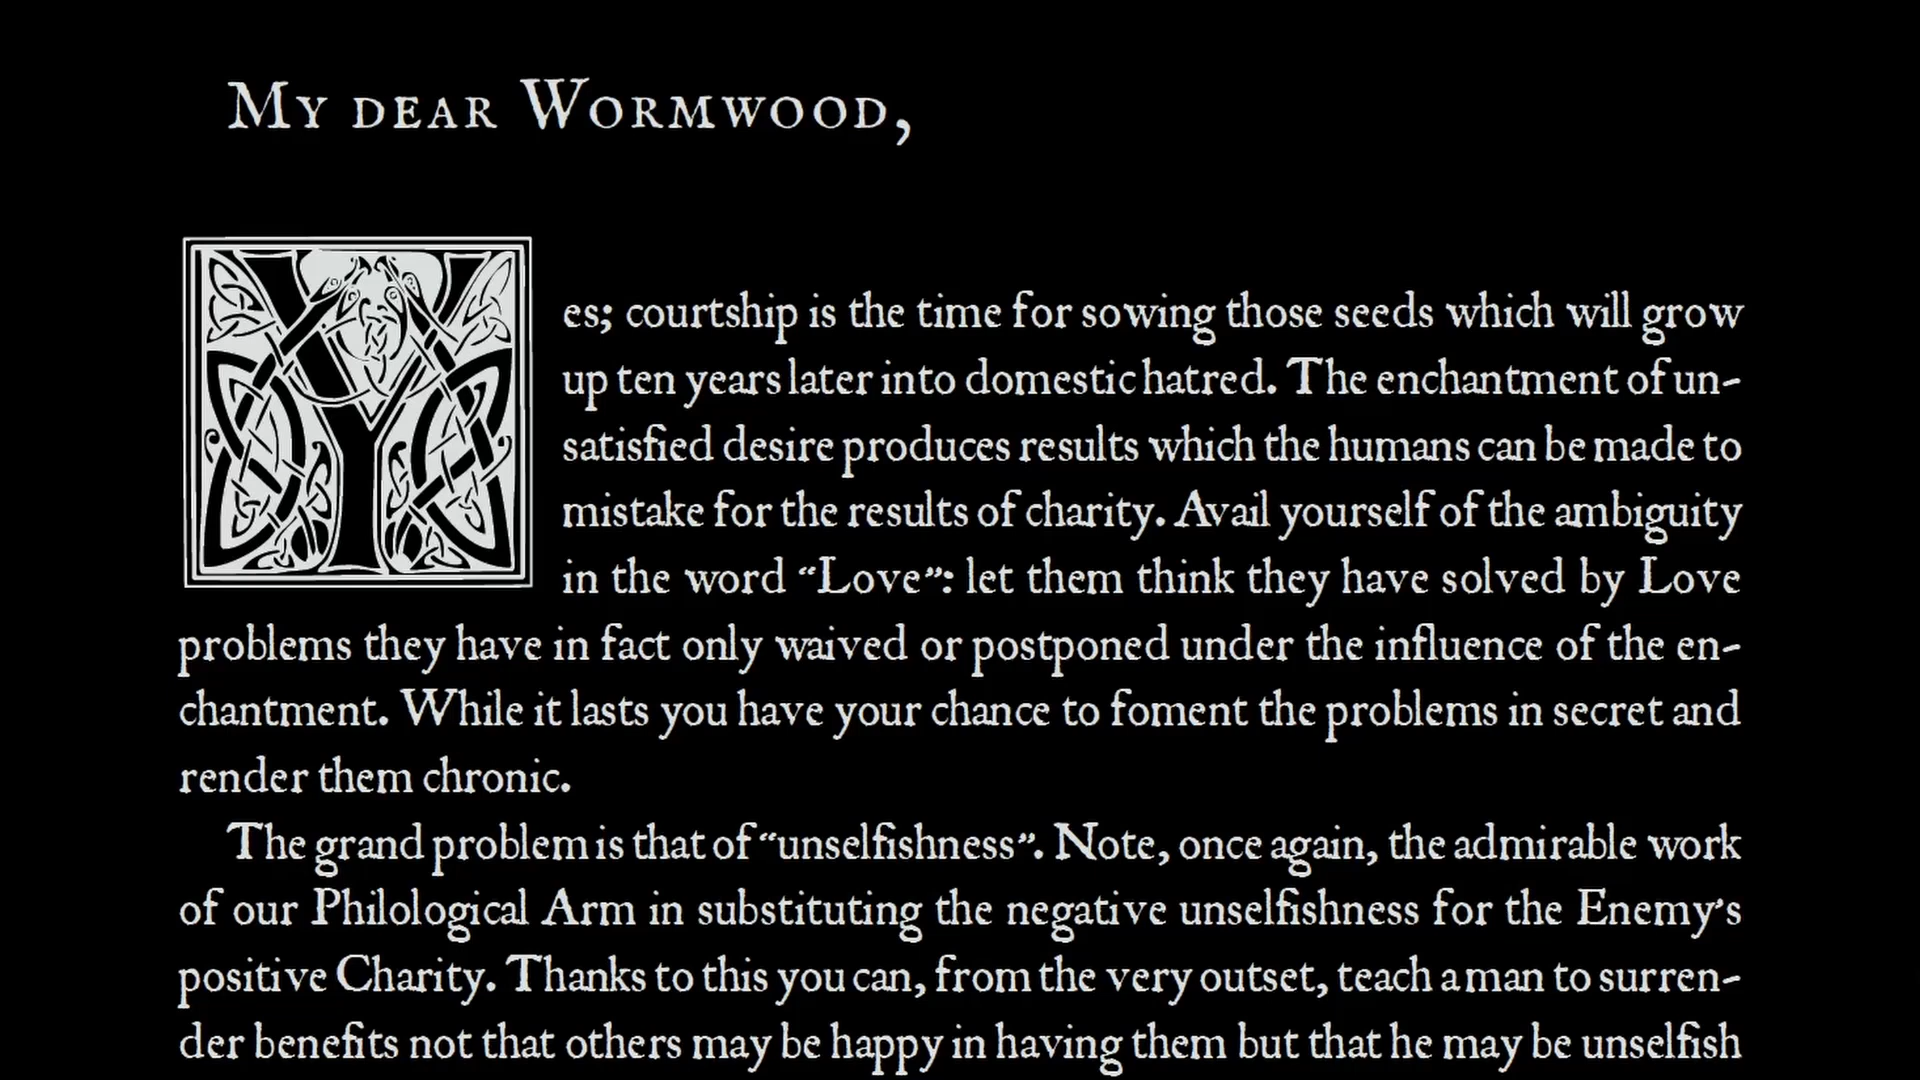 My dear Wormwood,
Yes; courtship is the time for sowing those seeds which will grow
up ten years later into domestic hatred. The enchantment of un-
satisfied desire produces results which the humans can be made to
mistake for the results of charity. Avail yourself of the ambiguity
in the word “Love”: let them think they have solved by Love
problems they have in fact only waived or postponed under the influence of the en-
chantment. While it lasts you have your chance to foment the problems in secret and
render them chronic.
The grand problem is that of “unselfishness”. Note, once again, the admirable work
of our Philological Arm in substituting the negative unselfishness for the Enemy’s
positive Charity. Thanks to this you can, from the very outset, teach a man to surren-
der benefits not that others may be happy in having them but that he may be unselfish